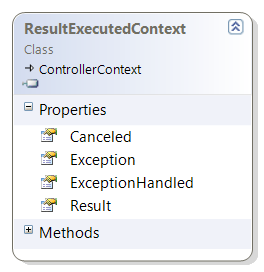 ResultExecutedContext
Class
ControllerContext
Properties
Canceled
Exception
ExceptionHandled
Result
Methods